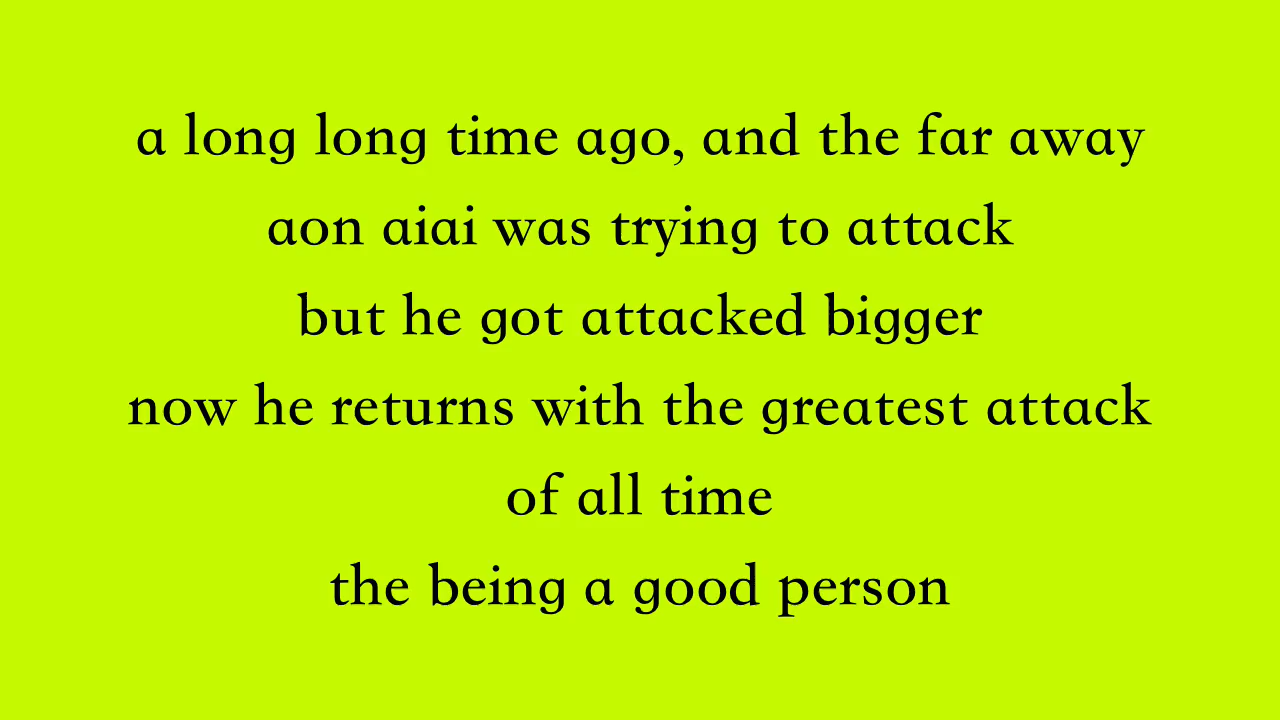 a long long time ago, and the far away
aon aiai was trying to attack
but he got attacked bigger
now he returns with the greatest attack
of all time
the being a good person